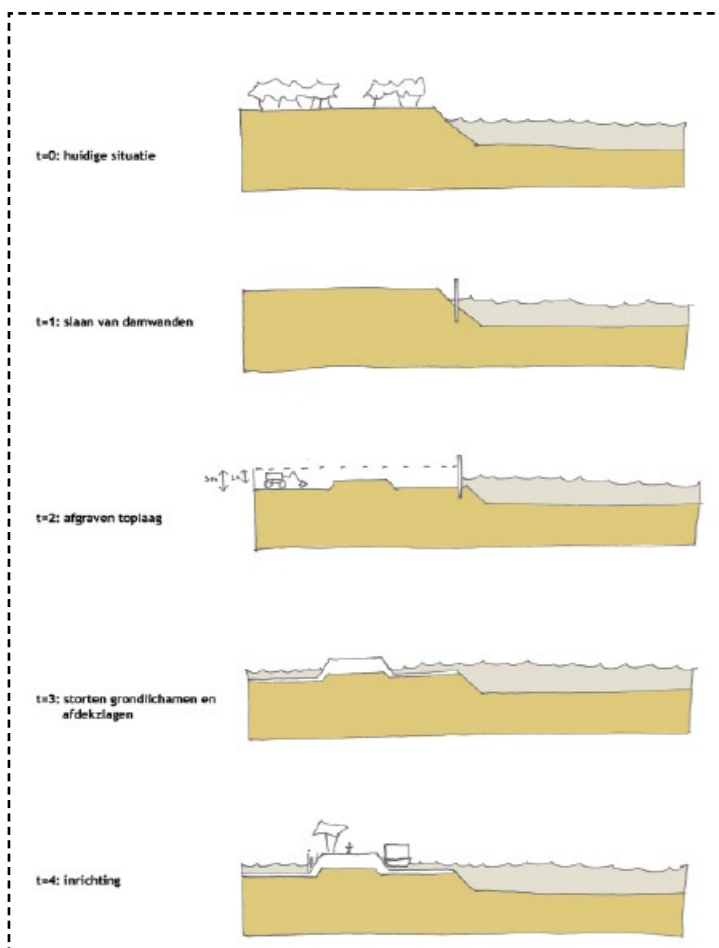 t=0: huidige situatie
t=1: slaan van damwanden
t=2: afgraven toplaag
t=3: storten grondlichamen en
afdekzlagen
t=4: inrichting